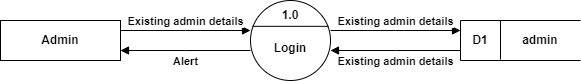 Existing admin details
1.0
Existing admin details
Admin
Login
D1
admin
Alert
Existing admin details